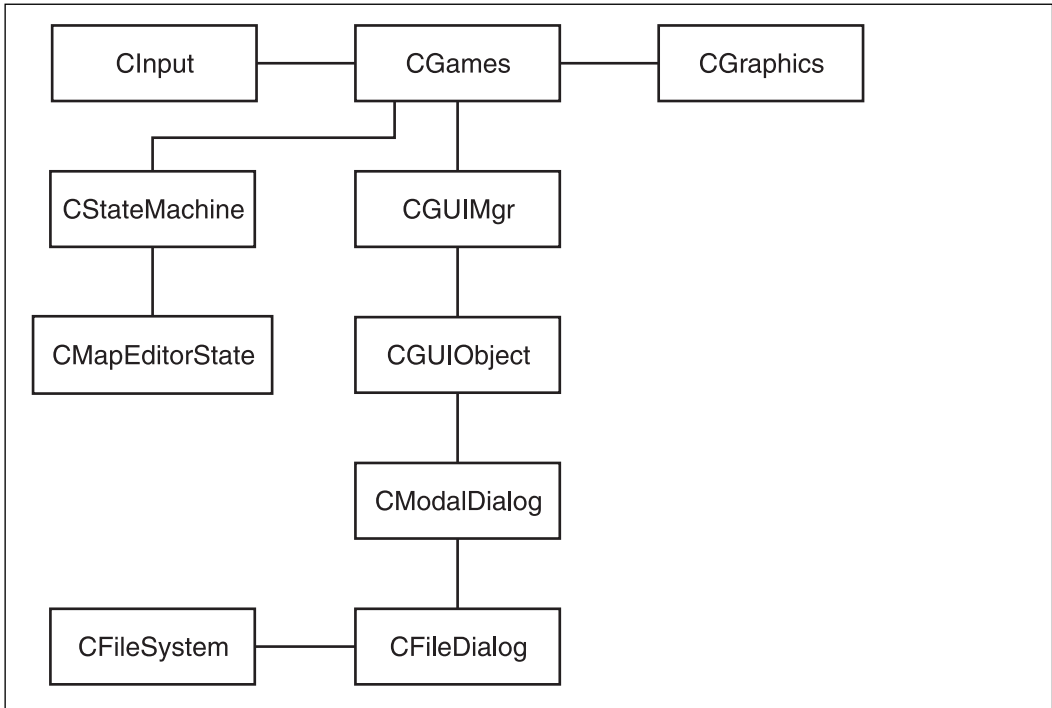 CInput
CGames
CGraphics
CStateMachine
CGUIMgr
CMapEditorState
CGUIObject
CModalDialog
CFileSystem
CFileDialog